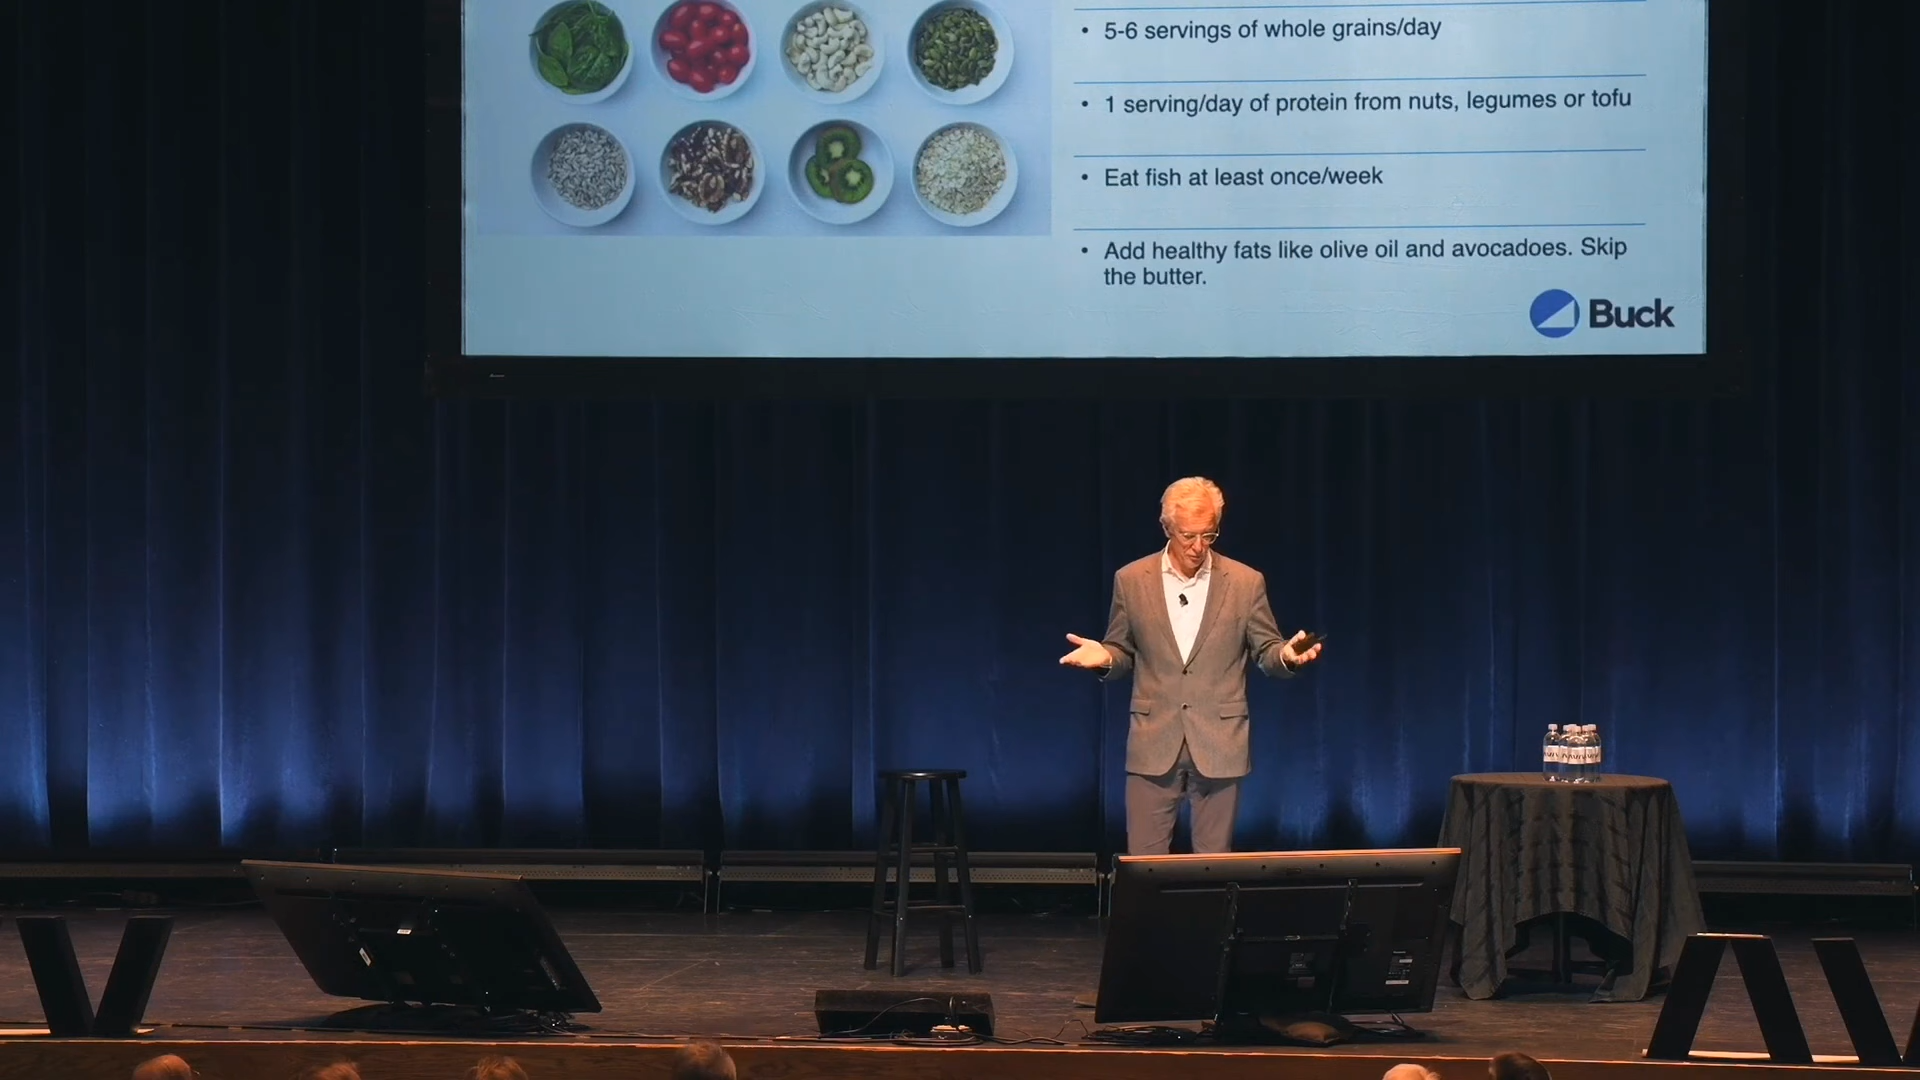 • 5-6 servings of whole grains/day
• 1 serving/day of protein from nuts, legumes or tofu
• Eat fish at least once/week
• Add healthy fats like olive oil and avocadoes. Skip
the butter.
Buck